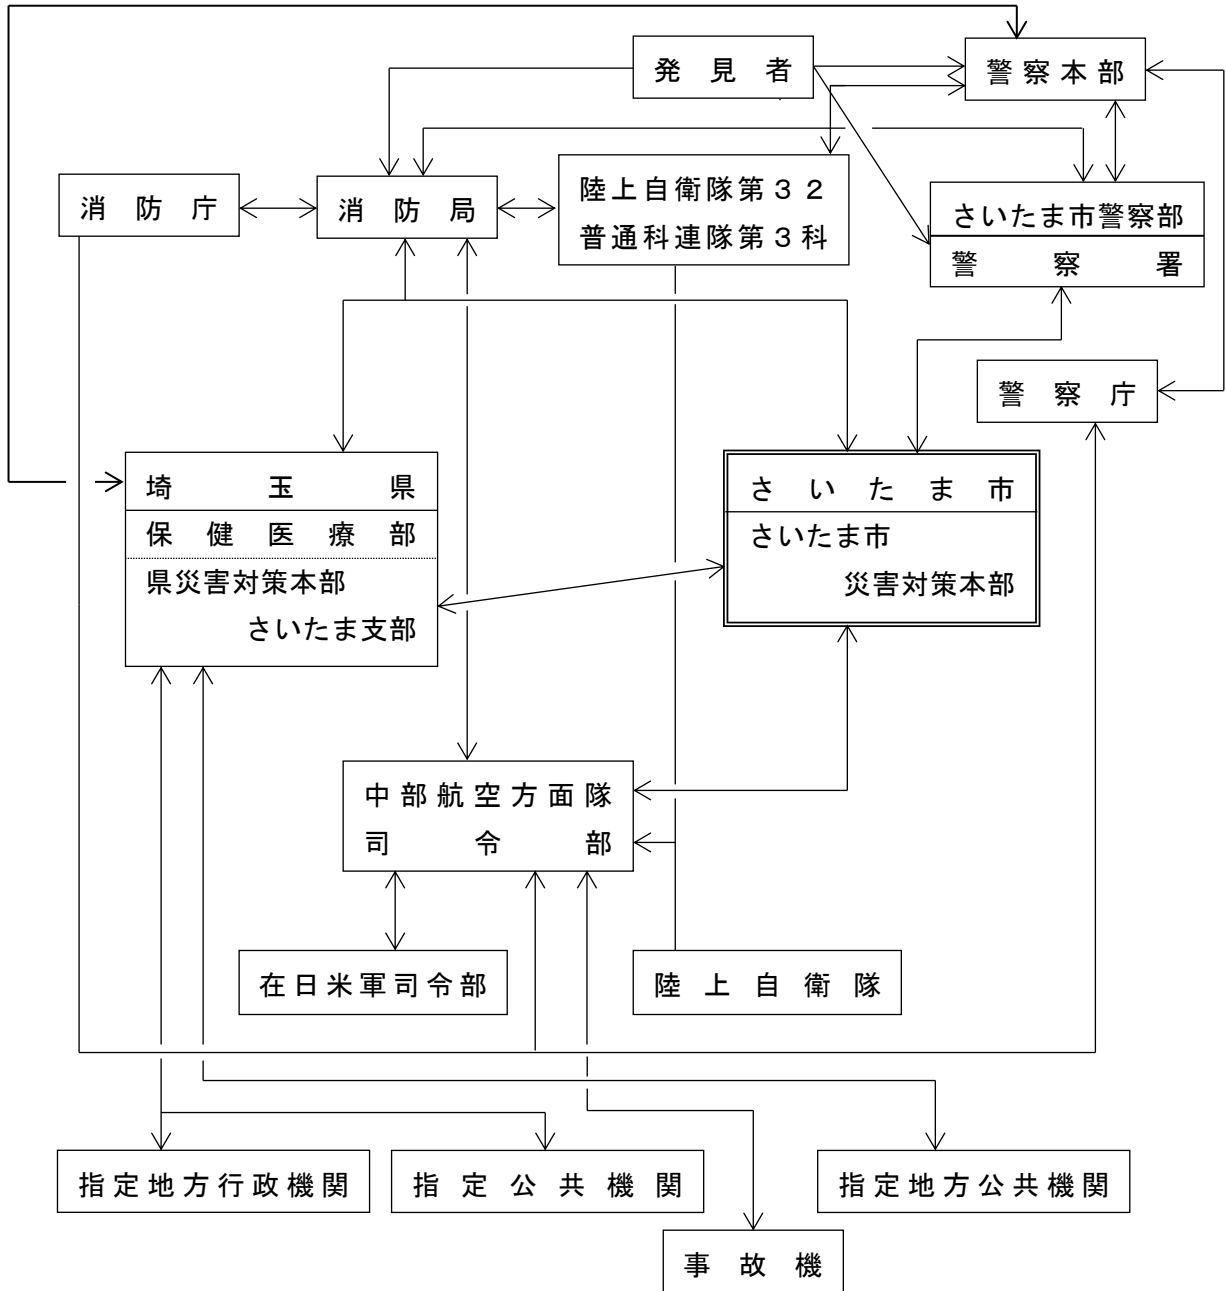 発見者
警察本部
消防庁
消防局
陸上自衛隊第３２
普通科連隊第３科
さいたま市警察部
警察署
警察庁
埼玉県
保健医療部
県災害対策本部
さいたま支部
さいたま市
さいたま市
災害対策本部
中部航空方面隊
司令部
在日米軍司令部
陸上自衛隊
指定地方行政機関
指定公共機関
指定地方公共機関
事故機